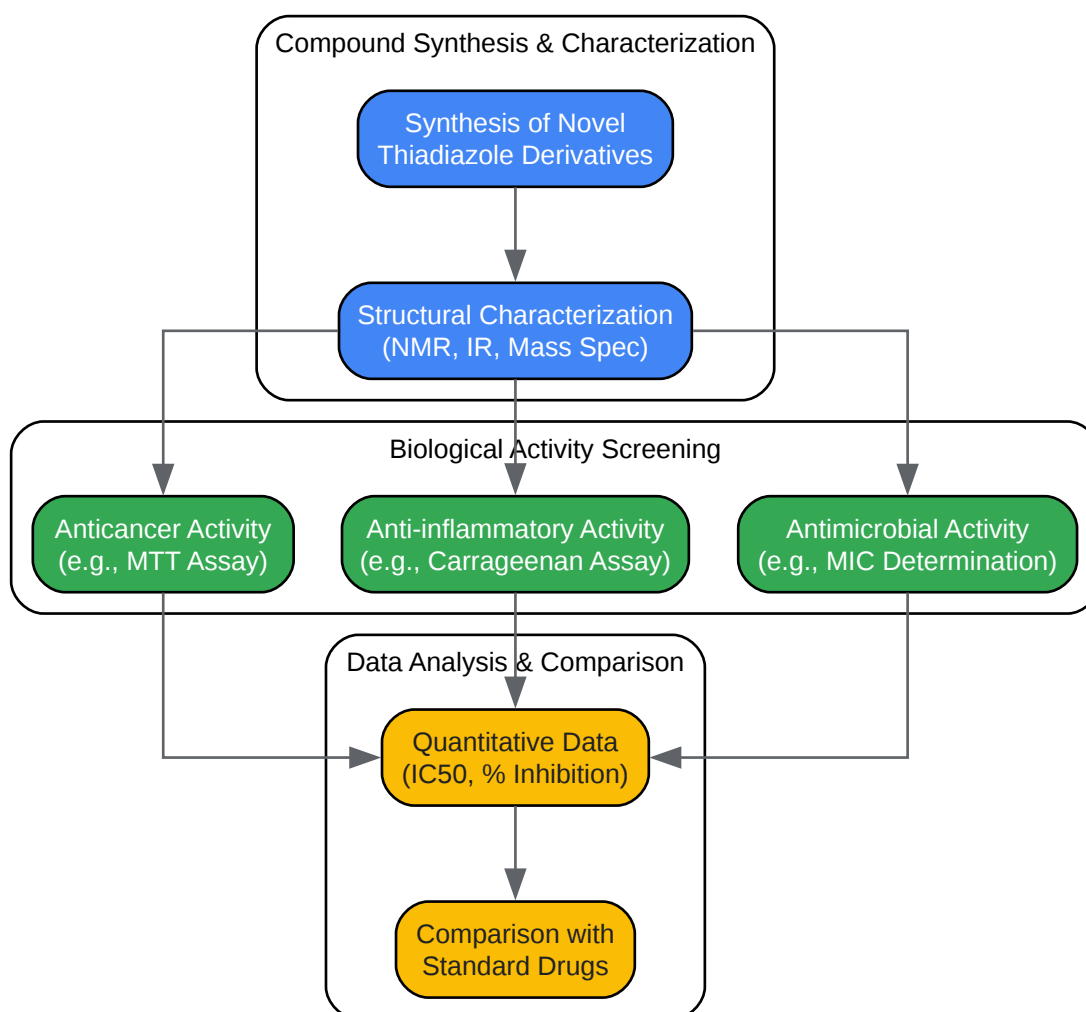 Compound Synthesis & Characterization
Synthesis of Novel
Thiadiazole Derivatives
Structural Characterization
(NMR, IR, Mass Spec)
Biological Activity Screening
Anticancer Activity
(e.g., MTT Assay)
Anti-inflammatory Activity
(e.g., Carrageenan Assay)
Antimicrobial Activity
(e.g., MIC Determination)
Data Analysis & Comparison
Quantitative Data
(IC50, % Inhibition)
Comparison with
Standard Drugs